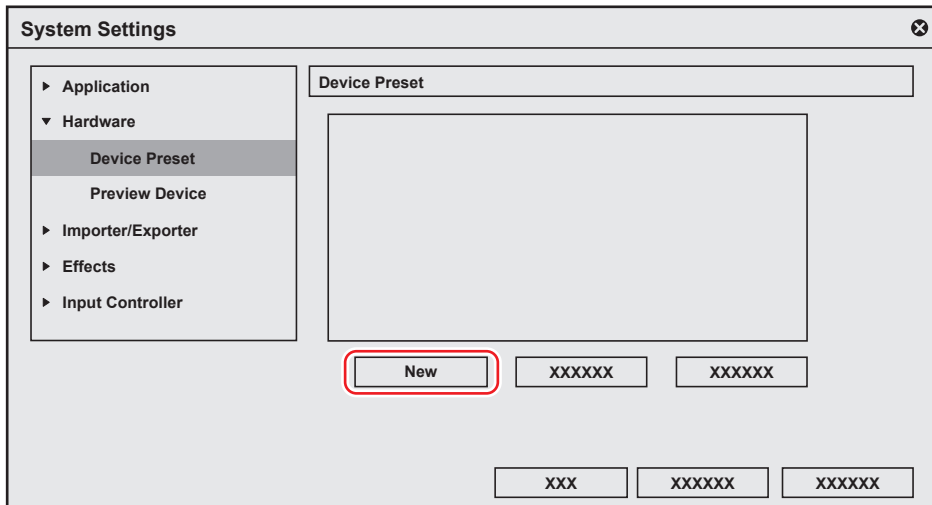 System Settings
Application
Hardware
Device Preset
Preview Device
Importer/Exporter
Effects
Input Controller
Device Preset
New
XXXXXX
XXXXXX
XXX
XXXXXX
XXXXXX